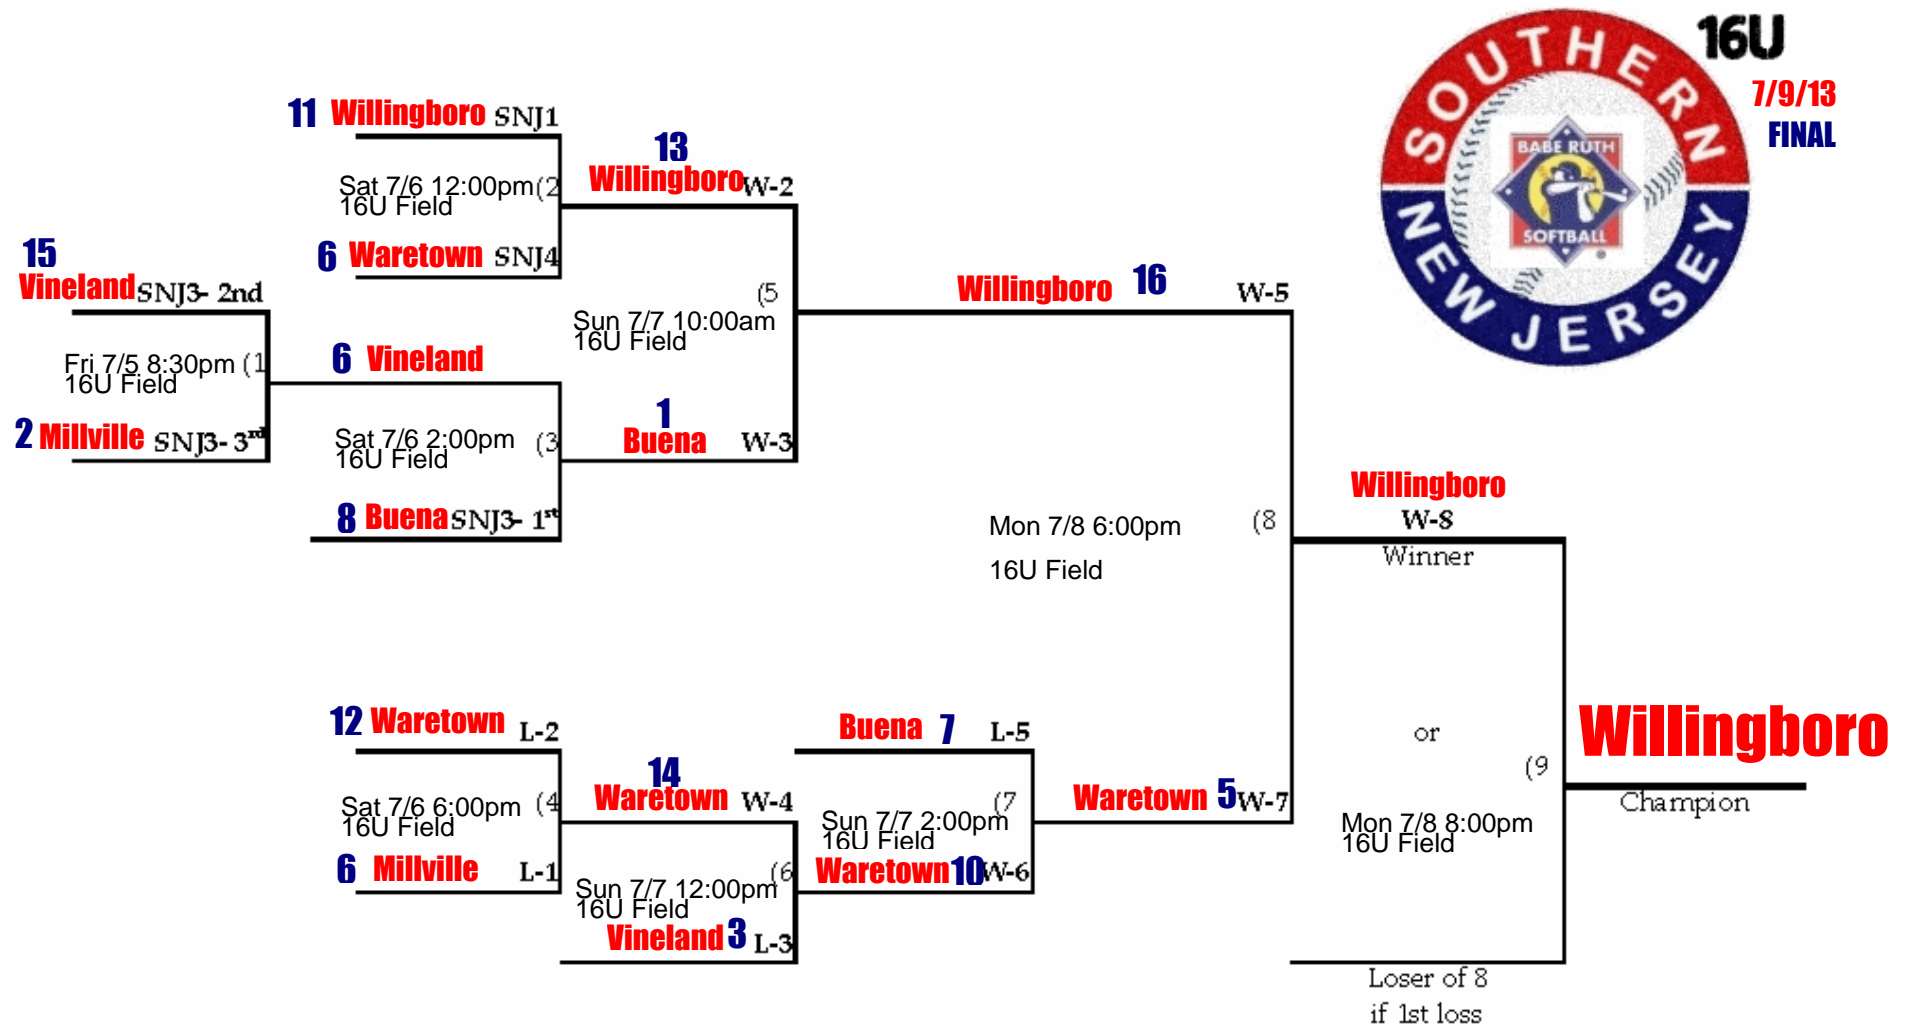 16U
7/9/13
FINAL
SOUTHERN
NEW JERSEY
BABE RUTH
SOFTBALL
11 Willingboro SNJ1
Sat 7/6 12:00pm (2
16U Field
6 Waretown SNJ4
13
Willingboro W-2
15
Vineland SNJ3- 2nd
Fri 7/5 8:30pm (1
16U Field
2 Millville SNJ3- 3rd
6 Vineland
Sat 7/6 2:00pm (3
16U Field
8 Buena SNJ3- 1st
(5
Sun 7/7 10:00am
16U Field
1
Buena W-3
Willingboro 16 W-5
Mon 7/8 6:00pm (8
16U Field
Willingboro
W-8
Winner
12 Waretown L-2
Sat 7/6 6:00pm (4
16U Field
6 Millville L-1
14
Waretown W-4
Sun 7/7 12:00pm (6
16U Field
Vineland 3 L-3
Buena 7 L-5
Sun 7/7 2:00pm (7
16U Field
Waretown 10 W-6
Waretown 5 W-7
or
(9
Mon 7/8 8:00pm
16U Field
Willingboro
Champion
Loser of 8
if 1st loss